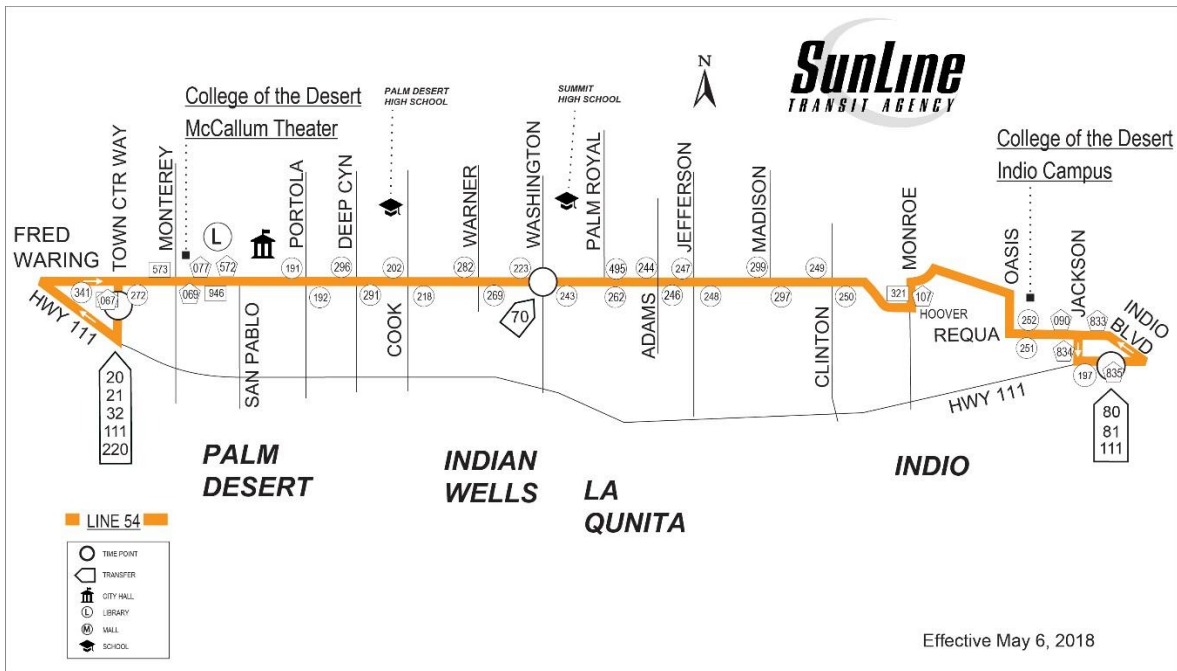 SunLine
TRANSIT AGENCY
N
College of the Desert
McCallum Theater
PALM DESERT
HIGH SCHOOL
SUMMIT
HIGH SCHOOL
College of the Desert
Indio Campus
FRED
WARING
TOWN CTR WAY
MONTEREY
L
PORTOLA
DEEP CYN
WARNER
WASHINGTON
PALM ROYAL
JEFFERSON
MADISON
MONROE
OASIS
JACKSON
INDIO
BLVD
573
077
572
191
296
202
282
223
495
244
247
299
249
321
107
252
090
833
341
067
272
069
946
192
291
218
269
243
262
246
248
297
250
251
834
197
835
HOOVER
REQUA
HWY 111
SAN PABLO
COOK
70
ADAMS
CLINTON
HWY 111
20
21
32
111
220
80
81
111
PALM
DESERT
INDIAN
WELLS
LA
QUNITA
INDIO
LINE 54
TIME POINT
TRANSFER
CITY HALL
L LIBRARY
M MALL
SCHOOL
Effective May 6, 2018